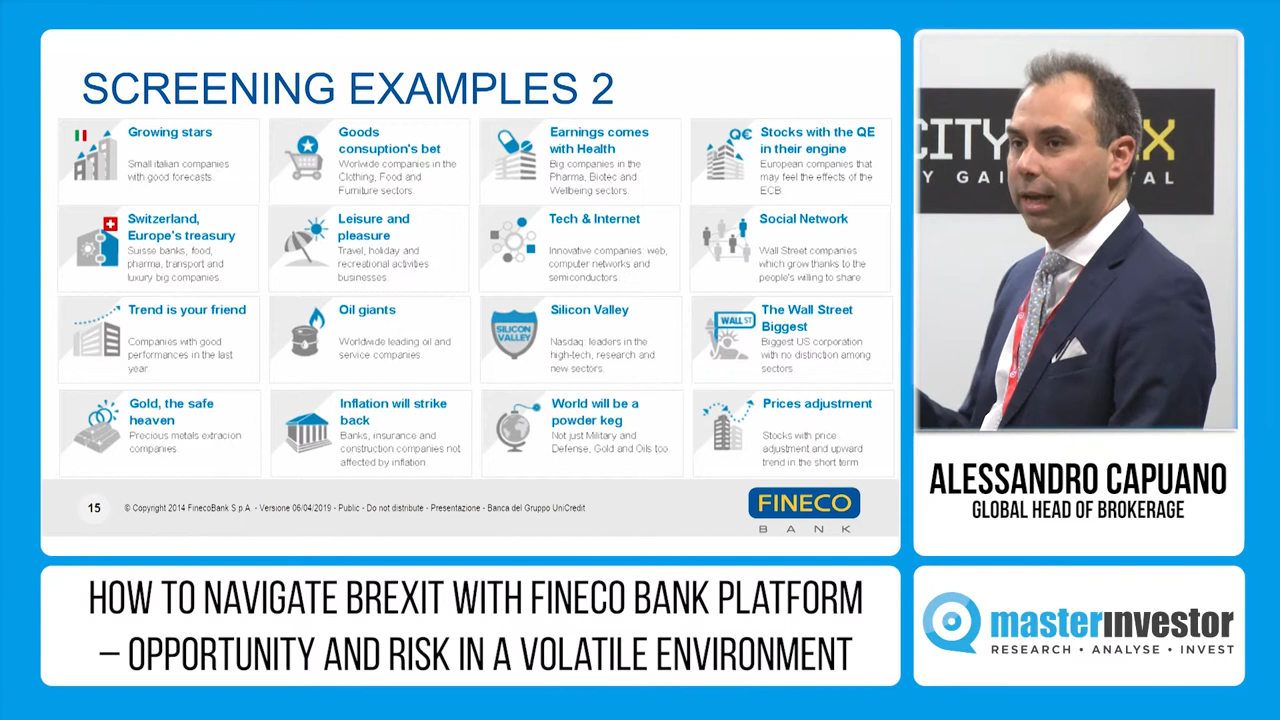 SCREENING EXAMPLES 2
Growing stars
Small italian companies
with good forecasts.
Goods
consuption's bet
Worlwide companies in the
Clothing, Food and
Furniture sectors.
Earnings comes
with Health
Big companies in the
Pharma, Biotec and
Wellbeing sectors.
QE
Stocks with the QE
in their engine
European companies that
may feel the effects of the
ECB.
Switzerland,
Europe's treasury
Suisse banks, food,
pharma, transport and
luxury big companies.
Leisure and
pleasure
Travel, holiday and
recreational activities
businesses.
Tech & Internet
Innovative companies: web,
computer networks and
semiconductors.
Social Network
Wall Street companies
which grow thanks to the
people's willing to share
Trend is your friend
Companies with good
performances in the last
year.
Oil giants
Worldwide leading oil and
service companies.
SILICON
VALLEY
Silicon Valley
Nasdaq: leaders in the
high-tech, research and
new sectors.
WALL ST
The Wall Street
Biggest
Biggest US corporation
with no distinction among
sectors
Gold, the safe
heaven
Precious metals extracion
companies.
Inflation will strike
back
Banks, insurance and
construction companies not
affected by inflation.
World will be a
powder keg
Not just Military and
Defense, Gold and Oils too.
Prices adjustment
Stocks with price
adjustment and upward
trend in the short term
15
© Copyright 2014 FinecoBank S.p.A. - Versione 06/04/2019 - Public - Do not distribute - Presentazione - Banca del Gruppo UniCredit
FINECO
BANK
CITY
X
Y GAI
TAL
ALESSANDRO CAPUANO
GLOBAL HEAD OF BROKERAGE
HOW TO NAVIGATE BREXIT WITH FINECO BANK PLATFORM
– OPPORTUNITY AND RISK IN A VOLATILE ENVIRONMENT
masterinvestor
RESEARCH • ANALYSE • INVEST